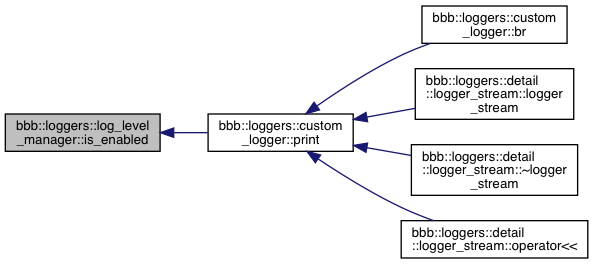 bbb::loggers::log_level
_manager::is_enabled
bbb::loggers::custom
_logger::print
bbb::loggers::custom
_logger::br
bbb::loggers::detail
::logger_stream::logger
_stream
bbb::loggers::detail
::logger_stream::~logger
_stream
bbb::loggers::detail
::logger_stream::operator<<